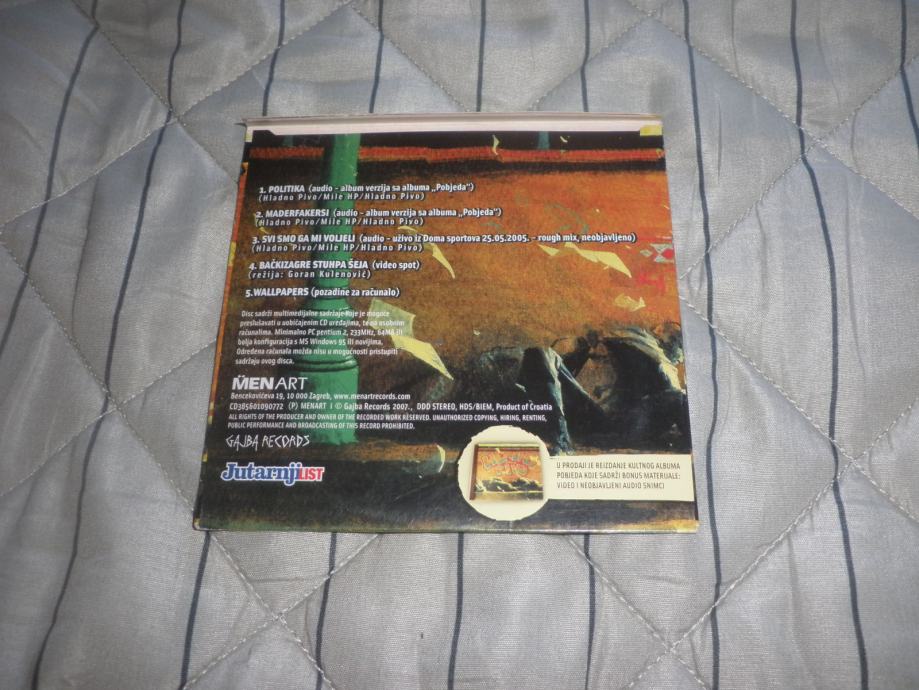 1. POLITIKA (audio - album verzija sa albuma „Pobjeda“)
(Hladno Pivo/Mile HP/Hladno Pivo)
2. MADERFAKERSI (audio - album verzija sa albuma „Pobjeda“)
(Hladno Pivo/Mile HP/Hladno Pivo)
3. SVI SMO GA MI VOLJELI (audio - uživo iz Doma sportova 25.05.2005. - rough mix, neobjavljeno)
(Hladno Pivo/Mile HP/Hladno Pivo)
4. BAČKIZAGRE STUHPA ŠEJA (video spot)
(režija: Goran Kulenović)
5.WALLPAPERS (pozadine za računalo)
Disc sadrži multimedijalne sadržaje koje je moguće
preslušavati u uobičajenim CD uređajima, te na osobnim
računalima. Minimalno PC pentium 2, 233MHz, 64MB ili
bolja konfiguracija s MS Windows 95 ili novijima,
Određena računala možda nisu u mogućnosti pristupiti
sadržaju ovog disca.
MENART
Bencekovićeva 19, 10 000 Zagreb, www.menartrecords.com
CD385601090772 (P) MENART I © Gajba Records 2007., DDD STEREO, HDS/BIEM, Product of Croatia
ALL RIGHTS OF THE PRODUCER AND OWNER OF THE RECORDED WORK RESERVED. UNAUTHORIZED COPYING, HIRING, RENTING,
PUBLIC PERFORMANCE AND BROADCASTING OF THIS RECORD PROHIBITED.
GAJBA RECORDS
Jutarnji LIST
U PRODAJI JE REIZDANJE KULTNOG ALBUMA
POBJEDA KOJE SADRŽI BONUS MATERIJALE:
VIDEO I NEOBJAVLJENI AUDIO SNIMCI